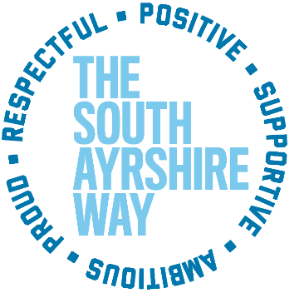 RESPECTFUL ▪ POSITIVE ▪ SUPPORTIVE ▪ AMBITIOUS ▪ PROUD ▪
THE
SOUTH
AYRSHIRE
WAY